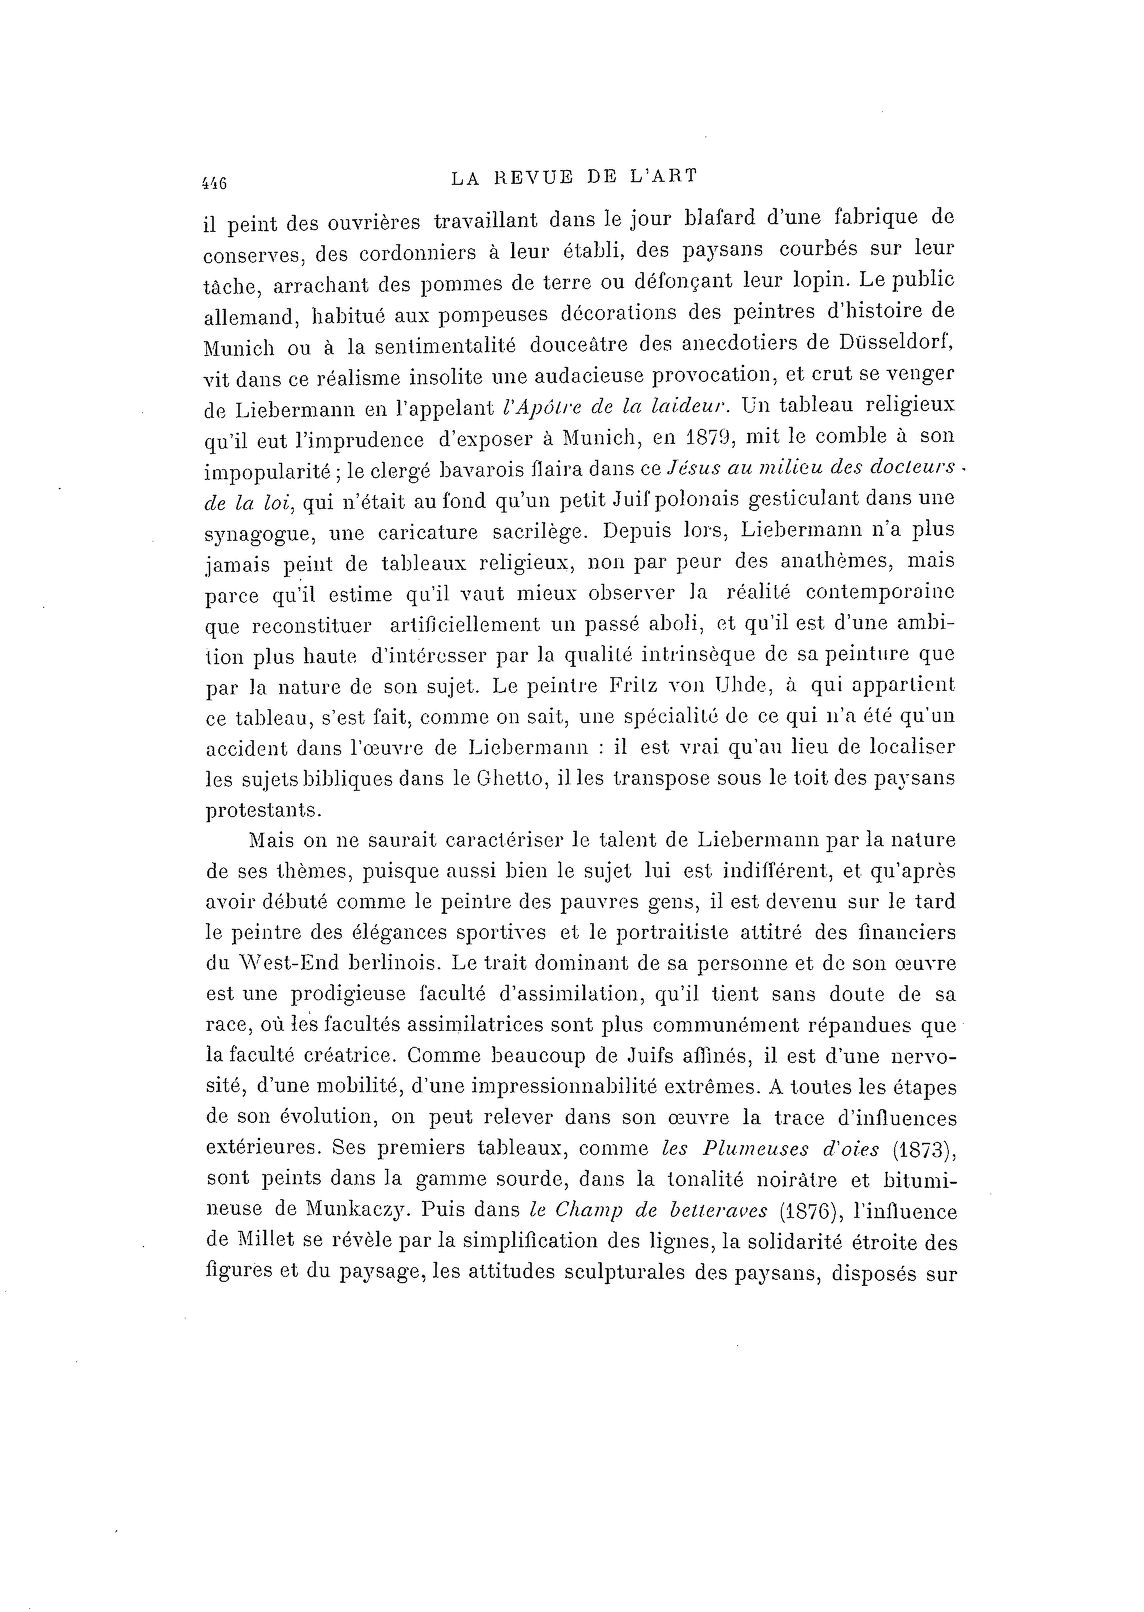 446
LA REVUE DE L'ART
il peint des ouvrières travaillant dans le jour blafard d'une fabrique de
conserves, des cordonniers à leur établi, des paysans courbés sur leur
tâche, arrachant des pommes de terre ou défonçant leur lopin. Le public
allemand, habitué aux pompeuses décorations des peintres d'histoire de
Munich ou à la sentimentalité douceâtre des anecdotiers de Düsseldorf,
vit dans ce réalisme insolite une audacieuse provocation, et crut se venger
de Liebermann en l'appelant l'Apôtre de la laideur. Un tableau religieux
qu'il eut l'imprudence d'exposer à Munich, en 1879, mit le comble à son
impopularité ; le clergé bavarois flaira dans ce Jésus au milieu des docteurs
de la loi, qui n'était au fond qu'un petit Juif polonais gesticulant dans une
synagogue, une caricature sacrilège. Depuis lors, Liebermann n'a plus
jamais peint de tableaux religieux, non par peur des anathèmes, mais
parce qu'il estime qu'il vaut mieux observer la réalité contemporaine
que reconstituer artificiellement un passé aboli, et qu'il est d'une ambi-
tion plus haute d'intéresser par la qualité intrinsèque de sa peinture que
par la nature de son sujet. Le peintre Fritz von Uhde, à qui appartient
ce tableau, s'est fait, comme on sait, une spécialité de ce qui n'a été qu'un
accident dans l'œuvre de Liebermann : il est vrai qu'au lieu de localiser
les sujets bibliques dans le Ghetto, il les transpose sous le toit des paysans
protestants.
Mais on ne saurait caractériser le talent de Liebermann par la nature
de ses thèmes, puisque aussi bien le sujet lui est indifférent, et qu'après
avoir débuté comme le peintre des pauvres gens, il est devenu sur le tard
le peintre des élégances sportives et le portraitiste attitré des financiers
du West-End berlinois. Le trait dominant de sa personne et de son œuvre
est une prodigieuse faculté d'assimilation, qu'il tient sans doute de sa
race, où les facultés assimilatrices sont plus communément répandues que
la faculté créatrice. Comme beaucoup de Juifs affinés, il est d'une nervo-
sité, d'une mobilité, d'une impressionnabilité extrêmes. A toutes les étapes
de son évolution, on peut relever dans son œuvre la trace d'influences
extérieures. Ses premiers tableaux, comme les Plumeuses d'oies (1873),
sont peints dans la gamme sourde, dans la tonalité noirâtre et bitumi-
neuse de Munkaczy. Puis dans le Champ de betteraves (1876), l'influence
de Millet se révèle par la simplification des lignes, la solidarité étroite des
figures et du paysage, les attitudes sculpturales des paysans, disposés sur